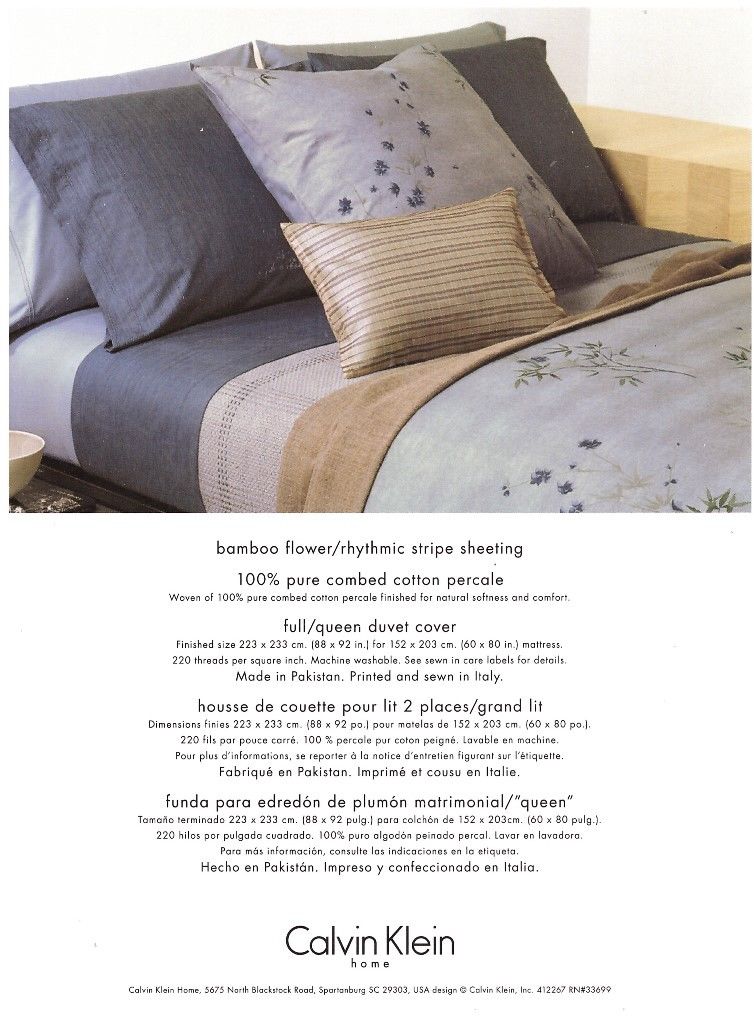 bamboo flower/rhythmic stripe sheeting
100% pure combed cotton percale
Woven of 100% pure combed cotton percale finished for natural softness and comfort.
full/queen duvet cover
Finished size 223 x 233 cm. (88 x 92 in.) for 152 x 203 cm. (60 x 80 in.) mattress.
220 threads per square inch. Machine washable. See sewn in care labels for details.
Made in Pakistan. Printed and sewn in Italy.
housse de couette pour lit 2 places/grand lit
Dimensions finies 223 x 233 cm. (88 x 92 po.) pour matelas de 152 x 203 cm. (60 x 80 po.).
220 fils par pouce carré. 100 % percale pur coton peigné. Lavable en machine.
Pour plus d'informations, se reporter à la notice d'entretien figurant sur l'étiquette.
Fabriqué en Pakistan. Imprimé et cousu en Italie.
funda para edredón de plumón matrimonial/"queen"
Tamaño terminado 223 x 233 cm. (88 x 92 pulg.) para colchón de 152 x 203cm. (60 x 80 pulg.).
220 hilos por pulgada cuadrado. 100% puro algodón peinado percal. Lavar en lavadora.
Para más información, consulte las indicaciones en la etiqueta.
Hecho en Pakistán. Impreso y confeccionado en Italia.
Calvin Klein
home
Calvin Klein Home, 5675 North Blackstock Road, Spartanburg SC 29303, USA design © Calvin Klein, Inc. 412267 RN#33699